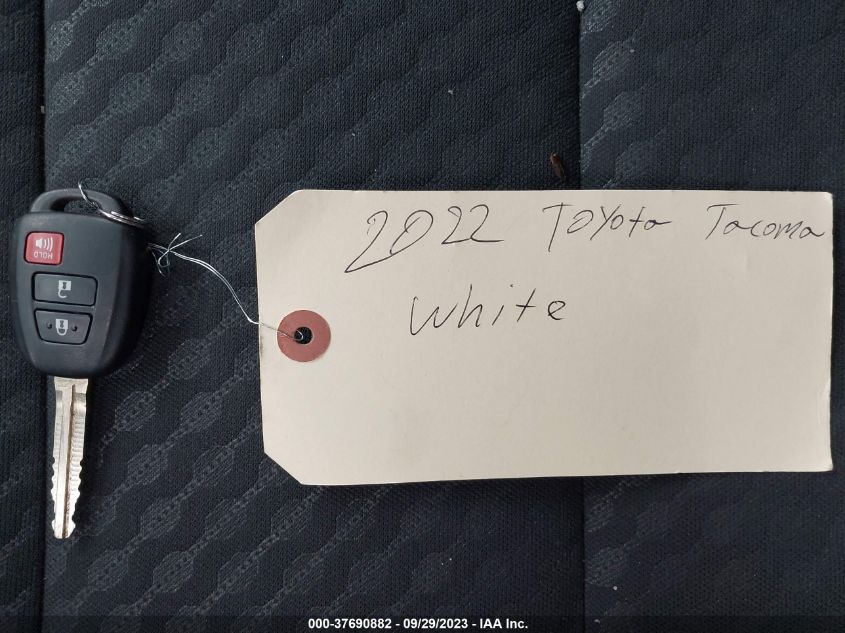 2022 Toyota Tacoma
White
HOLD
000-37690882 - 09/29/2023 - IAA Inc.